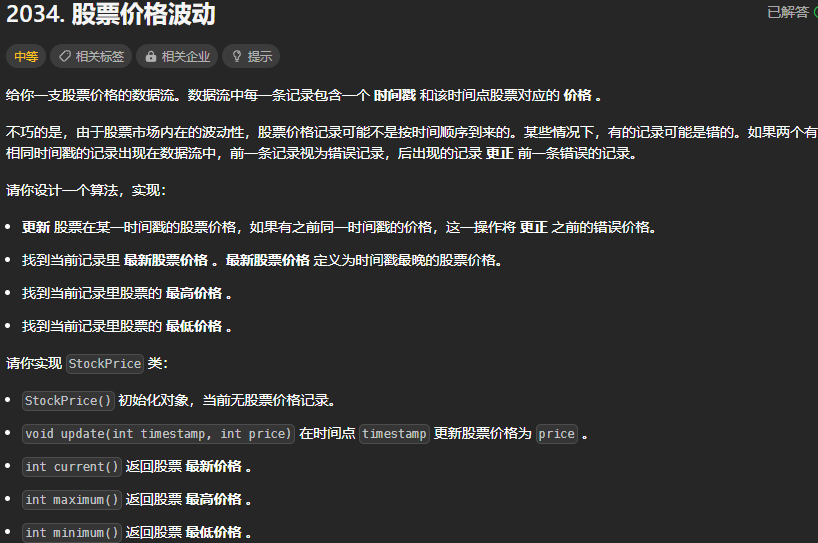 2034. 股票价格波动
已解答
中等 相关标签 相关企业 提示
给你一支股票价格的数据流。数据流中每一条记录包含一个 时间戳 和该时间点股票对应的 价格 。
不巧的是，由于股票市场内在的波动性，股票价格记录可能不是按时间顺序到来的。某些情况下，有的记录可能是错的。如果两个有
相同时间戳的记录出现在数据流中，前一条记录视为错误记录，后出现的记录 更正 前一条错误的记录。
请你设计一个算法，实现：
• 更新 股票在某一时间戳的股票价格，如果有之前同一时间戳的价格，这一操作将 更正 之前的错误价格。
• 找到当前记录里 最新股票价格 。最新股票价格 定义为时间戳最晚的股票价格。
• 找到当前记录里股票的 最高价格 。
• 找到当前记录里股票的 最低价格 。
请你实现 StockPrice 类：
• StockPrice() 初始化对象，当前无股票价格记录。
• void update(int timestamp, int price) 在时间点 timestamp 更新股票价格为 price 。
• int current() 返回股票 最新价格 。
• int maximum() 返回股票 最高价格 。
• int minimum() 返回股票 最低价格 。